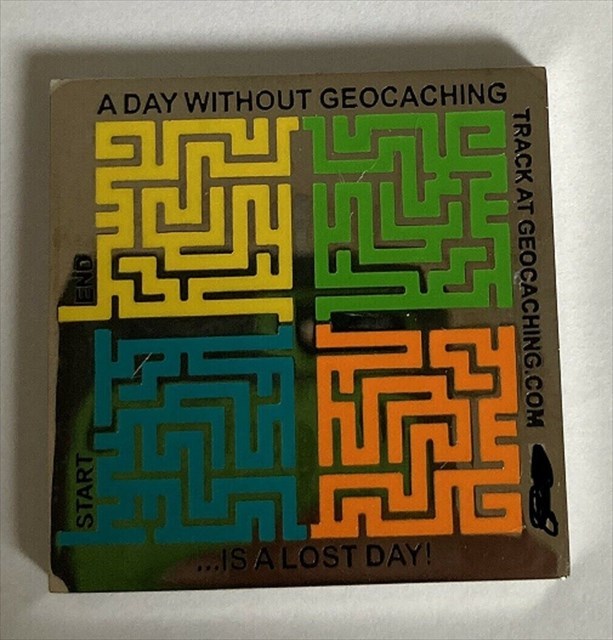 A DAY WITHOUT GEOCACHING
TRACK AT GEOCACHING.COM
END
START
...IS A LOST DAY!